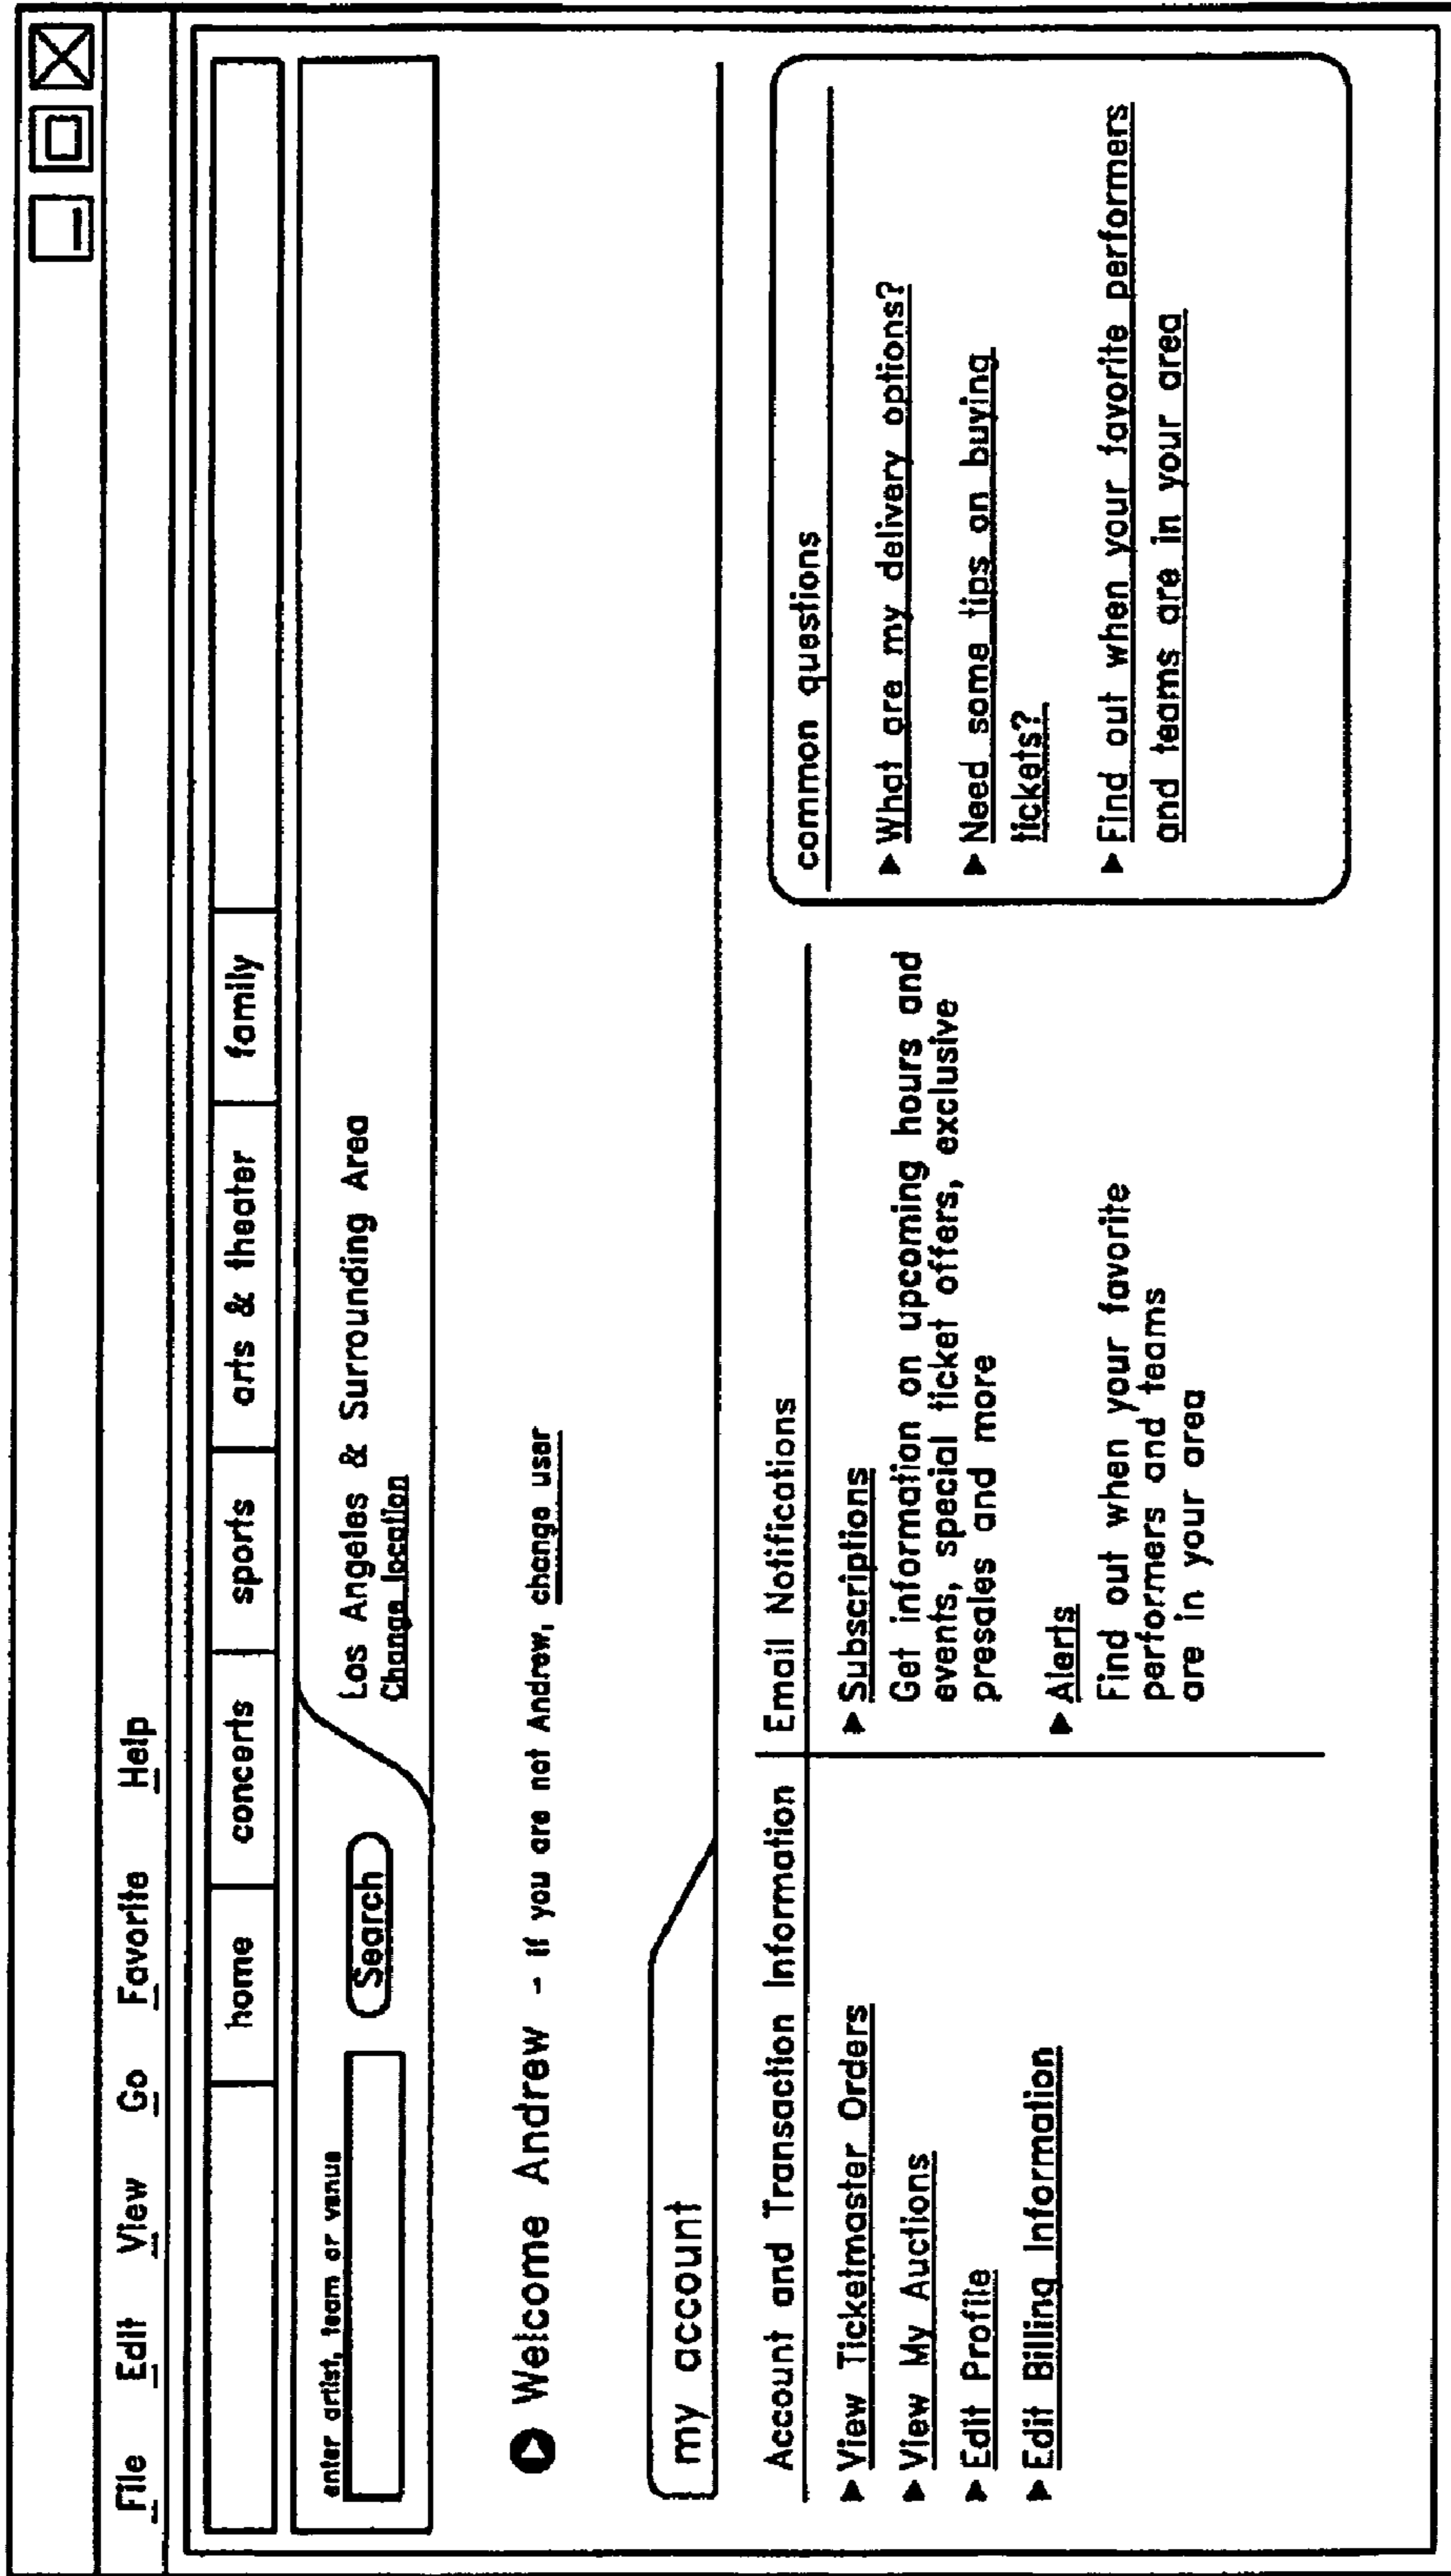 File Edit View Go Favorite Help
home concerts sports arts & theater family
enter artist, team or venue
Search
Los Angeles & Surrounding Area
Change location
Welcome Andrew - if you are not Andrew, change user
my account
Account and Transaction Information
View Ticketmaster Orders
View My Auctions
Edit Profile
Edit Billing Information
Email Notifications
Subscriptions
Get information on upcoming hours and
events, special ticket offers, exclusive
presales and more
Alerts
Find out when your favorite
performers and teams
are in your area
common questions
What are my delivery options?
Need some tips on buying
tickets?
Find out when your favorite performers
and teams are in your area